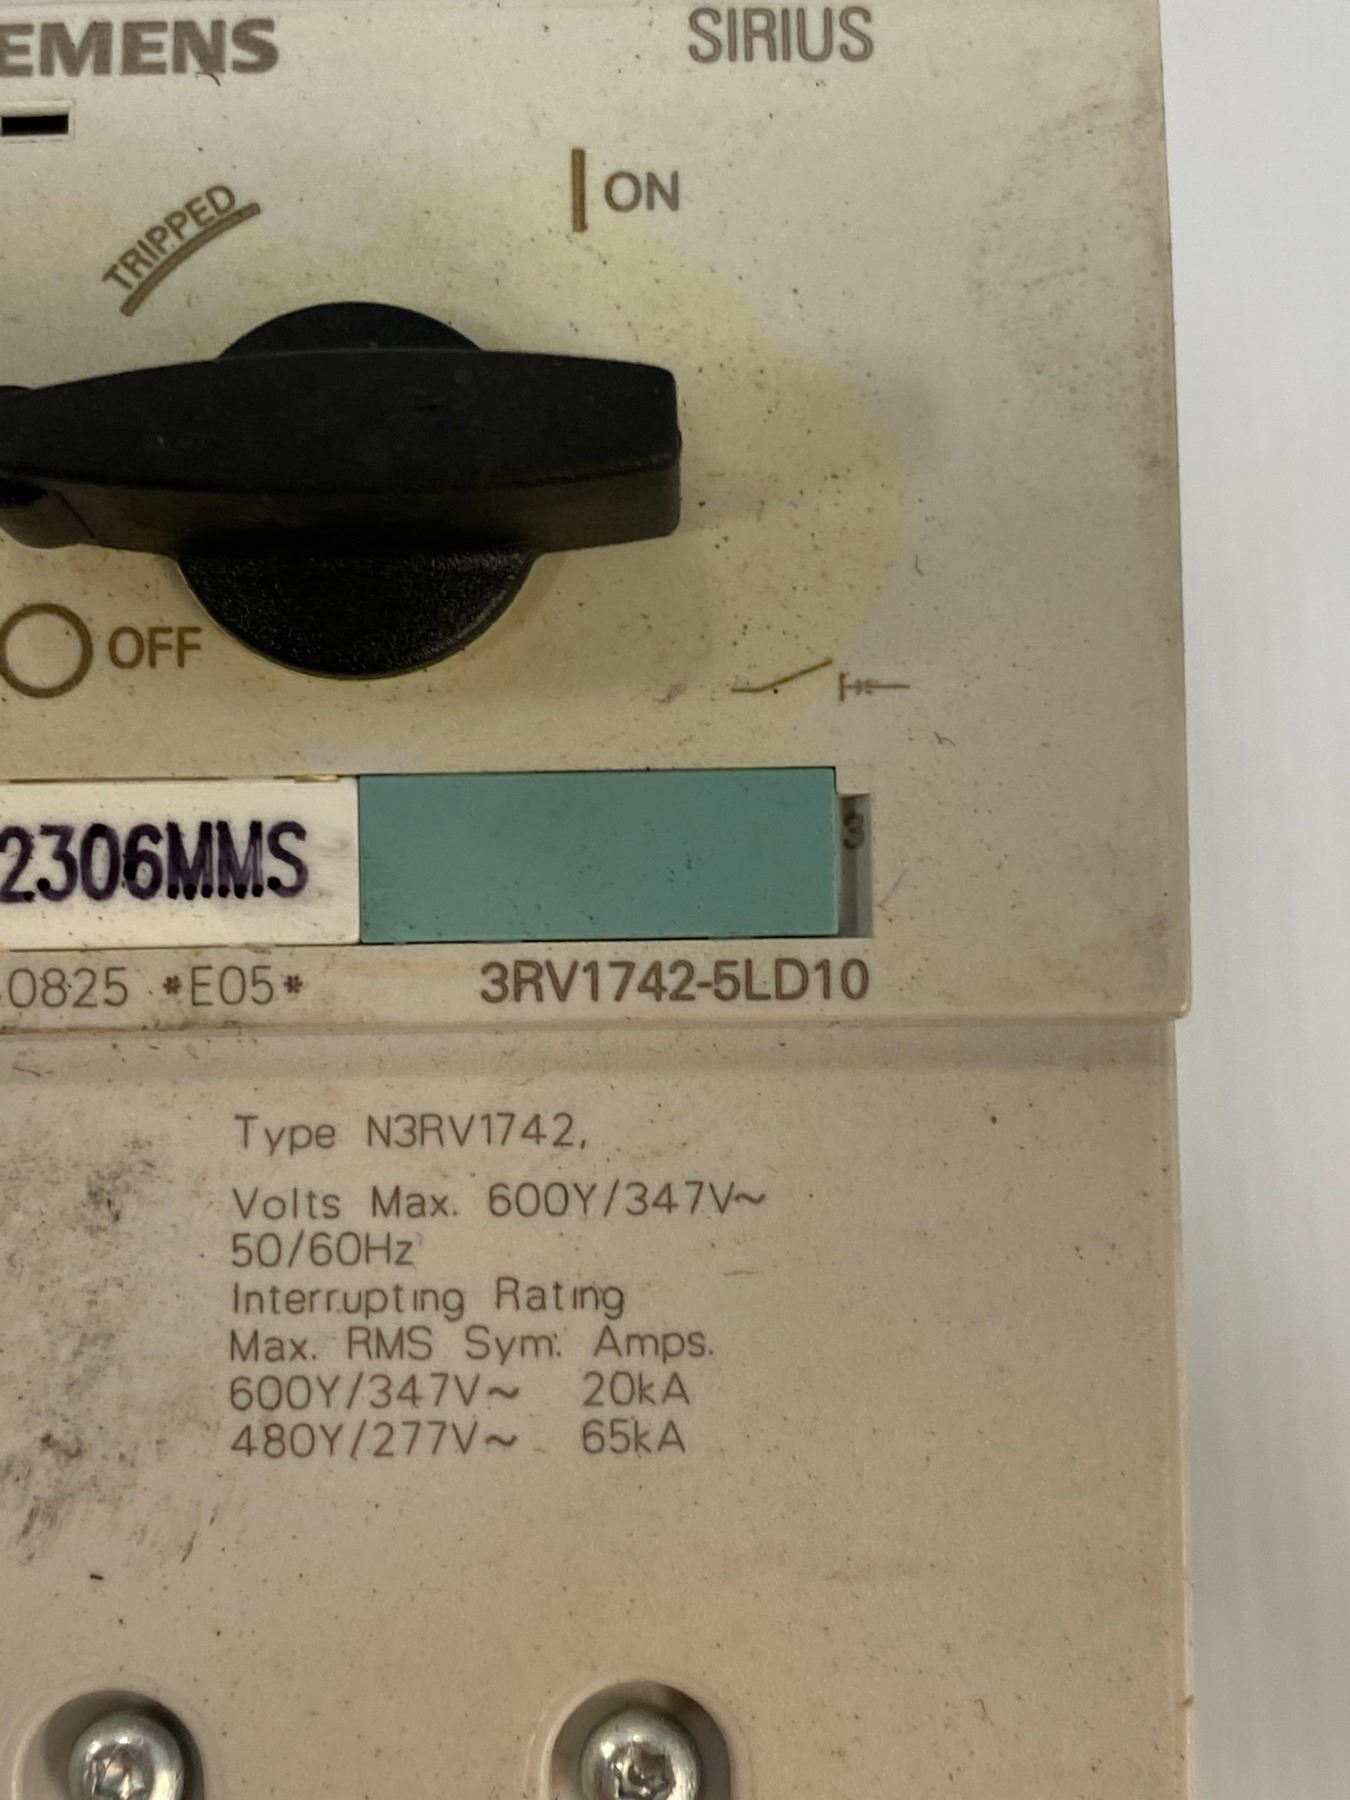 EMENS
SIRIUS
TRIPPED
ON
OFF
2306MMS
3
0825 *E05*
3RV1742-5LD10
Type N3RV1742,
Volts Max. 600Y/347V~
50/60Hz
Interrupting Rating
Max. RMS Sym. Amps.
600Y/347V~ 20kA
480Y/277V~ 65kA